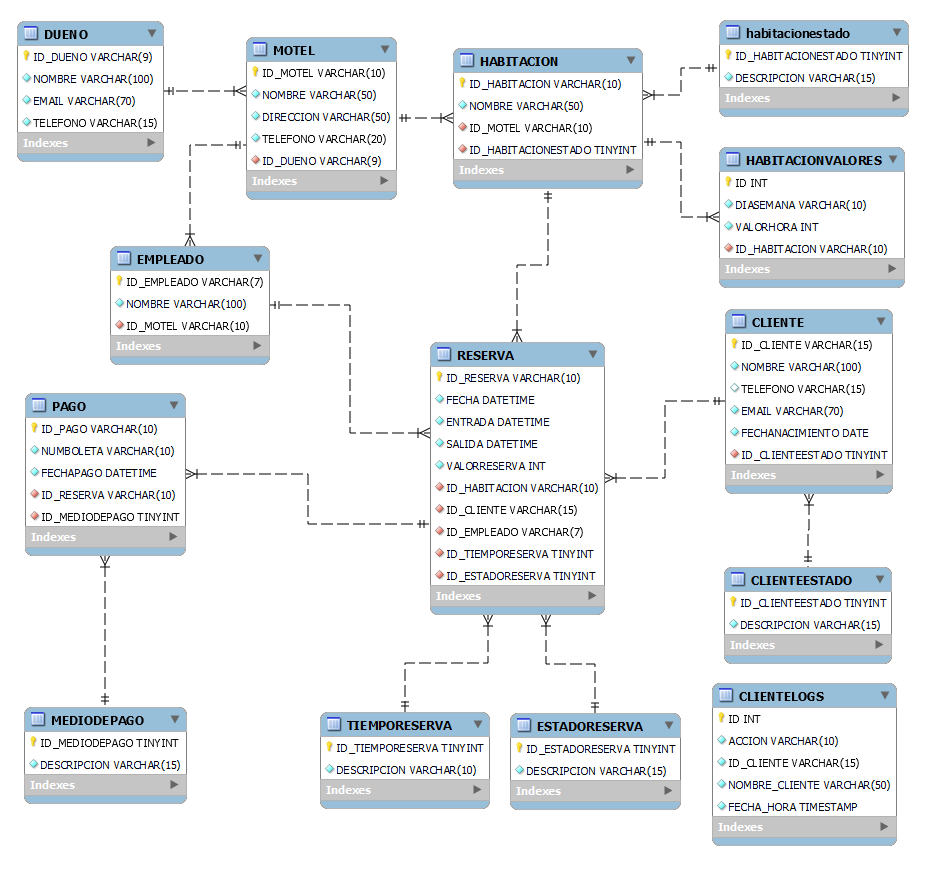 DUENO
ID_DUENO VARCHAR(9)
NOMBRE VARCHAR(100)
EMAIL VARCHAR(70)
TELEFONO VARCHAR(15)
Indexes
MOTEL
ID_MOTEL VARCHAR(10)
NOMBRE VARCHAR(50)
DIRECCION VARCHAR(50)
TELEFONO VARCHAR(20)
ID_DUENO VARCHAR(9)
Indexes
HABITACION
ID_HABITACION VARCHAR(10)
NOMBRE VARCHAR(50)
ID_MOTEL VARCHAR(10)
ID_HABITACIONESTADO TINYINT
Indexes
habitacionestado
ID_HABITACIONESTADO TINYINT
DESCRIPCION VARCHAR(15)
Indexes
HABITACIONVALORES
ID INT
DIASEMANA VARCHAR(10)
VALORHORA INT
ID_HABITACION VARCHAR(10)
Indexes
EMPLEADO
ID_EMPLEADO VARCHAR(7)
NOMBRE VARCHAR(100)
ID_MOTEL VARCHAR(10)
Indexes
RESERVA
ID_RESERVA VARCHAR(10)
FECHA DATETIME
ENTRADA DATETIME
SALIDA DATETIME
VALORRESERVA INT
ID_HABITACION VARCHAR(10)
ID_CLIENTE VARCHAR(15)
ID_EMPLEADO VARCHAR(7)
ID_TIEMPORESERVA TINYINT
ID_ESTADORESERVA TINYINT
Indexes
CLIENTE
ID_CLIENTE VARCHAR(15)
NOMBRE VARCHAR(100)
TELEFONO VARCHAR(15)
EMAIL VARCHAR(70)
FECHANACIMIENTO DATE
ID_CLIENTEESTADO TINYINT
Indexes
PAGO
ID_PAGO VARCHAR(10)
NUMBOLETA VARCHAR(10)
FECHAPAGO DATETIME
ID_RESERVA VARCHAR(10)
ID_MEDIODEPAGO TINYINT
Indexes
CLIENTEESTADO
ID_CLIENTEESTADO TINYINT
DESCRIPCION VARCHAR(15)
Indexes
MEDIODEPAGO
ID_MEDIODEPAGO TINYINT
DESCRIPCION VARCHAR(15)
Indexes
TIEMPORESERVA
ID_TIEMPORESERVA TINYINT
DESCRIPCION VARCHAR(10)
Indexes
ESTADORESERVA
ID_ESTADORESERVA TINYINT
DESCRIPCION VARCHAR(15)
Indexes
CLIENTELOGS
ID INT
ACCION VARCHAR(10)
ID_CLIENTE VARCHAR(15)
NOMBRE_CLIENTE VARCHAR(50)
FECHA_HORA TIMESTAMP
Indexes